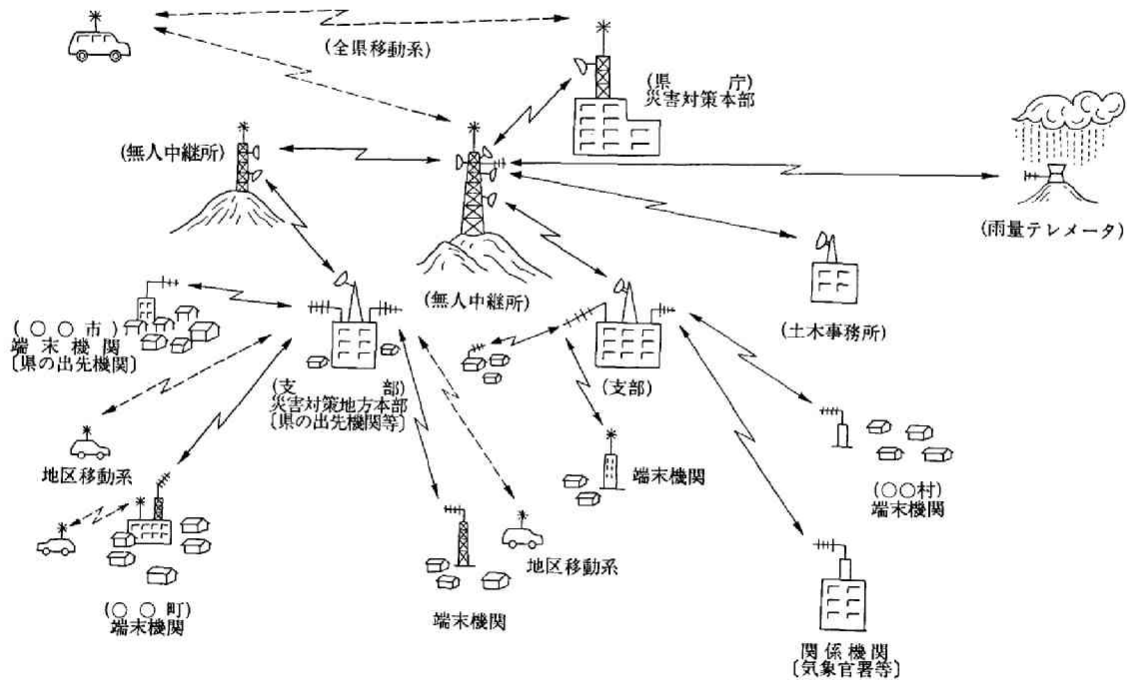 (全県移動系)
(県 庁)
災害対策本部
(無人中継所)
(雨量テレメータ)
(無人中継所)
(土木事務所)
(○○市)
端末機関
〔県の出先機関〕
(支 部)
災害対策地方本部
〔県の出先機関等〕
(支部)
地区移動系
端末機関
(○○村)
端末機関
地区移動系
(○○町)
端末機関
端末機関
関係機関
〔気象官署等〕